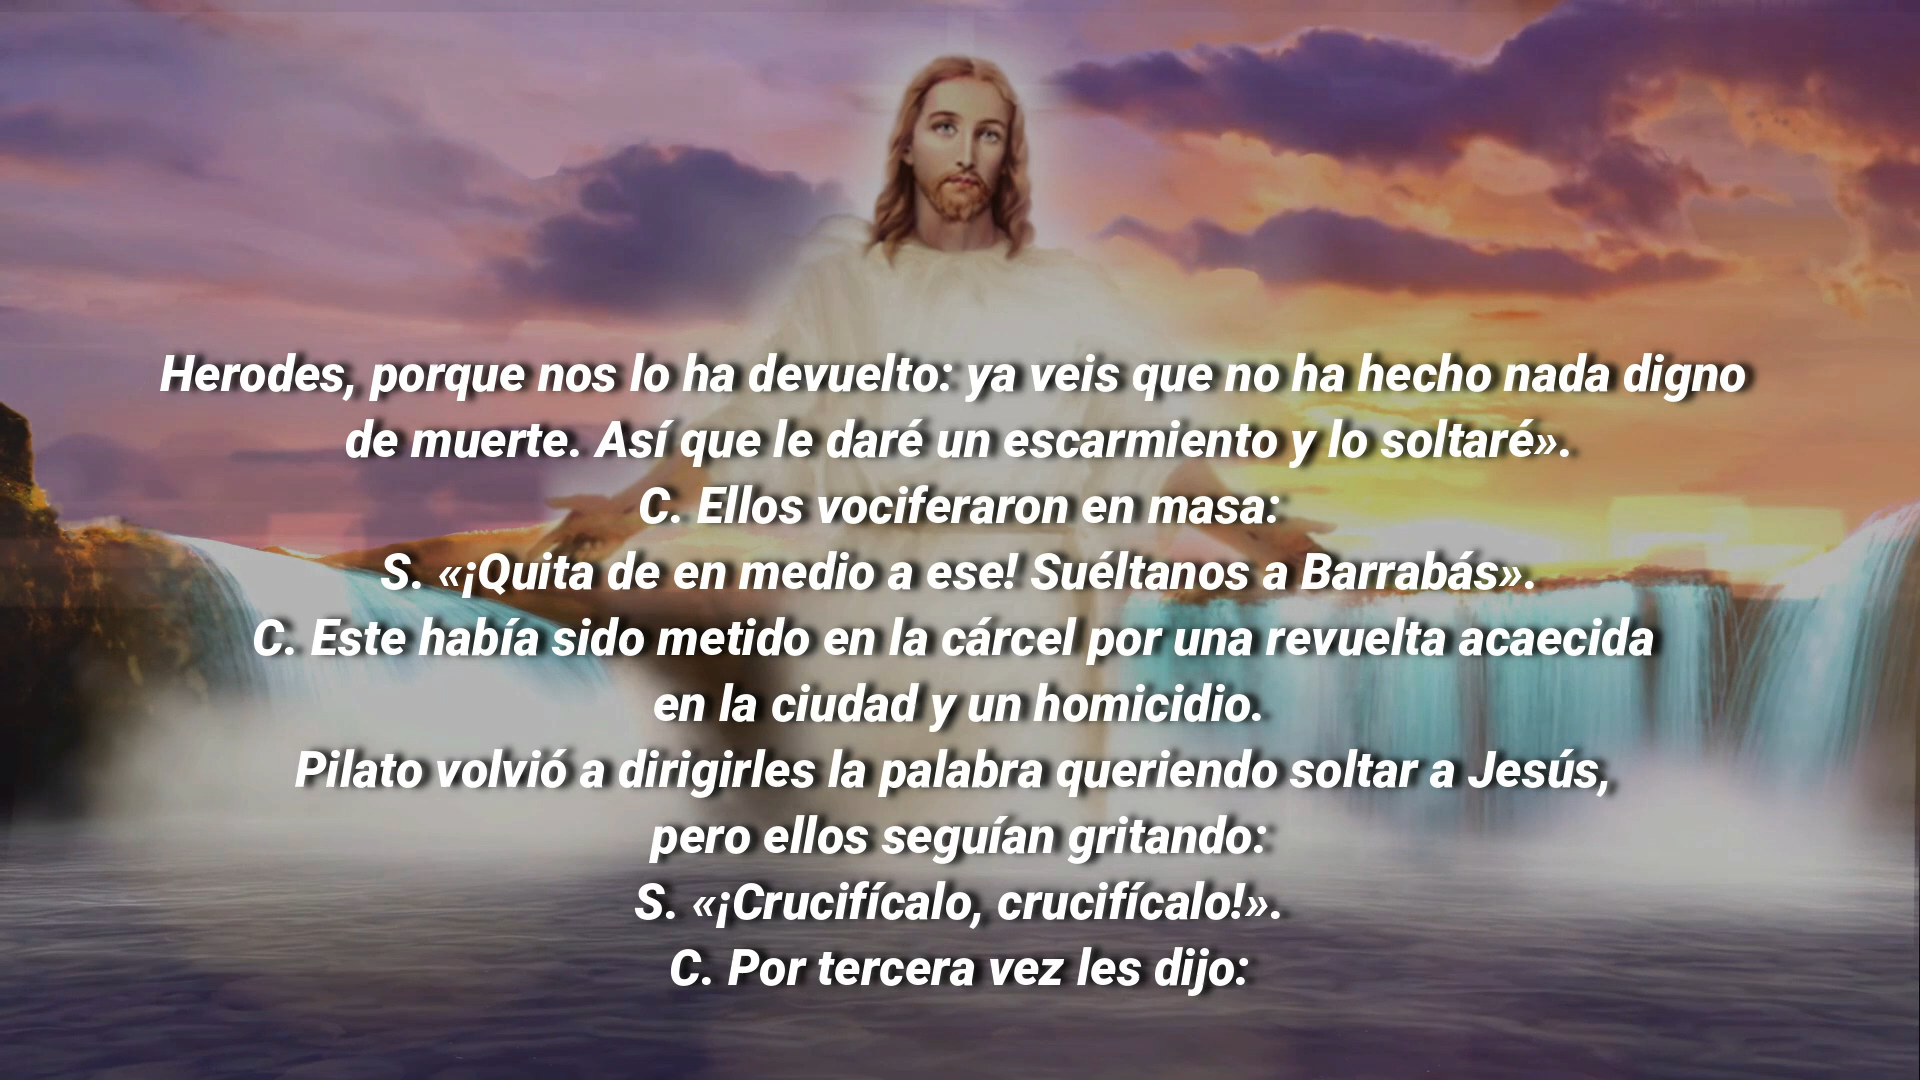 Herodes, porque nos lo ha devuelto: ya veis que no ha hecho nada digno
de muerte. Así que le daré un escarmiento y lo soltaré».
C. Ellos vociferaron en masa:
S. «¡Quita de en medio a ese! Suéltanos a Barrabás».
C. Este había sido metido en la cárcel por una revuelta acaecida
en la ciudad y un homicidio.
Pilato volvió a dirigirles la palabra queriendo soltar a Jesús,
pero ellos seguían gritando:
S. «¡Crucifícalo, crucifícalo!».
C. Por tercera vez les dijo: